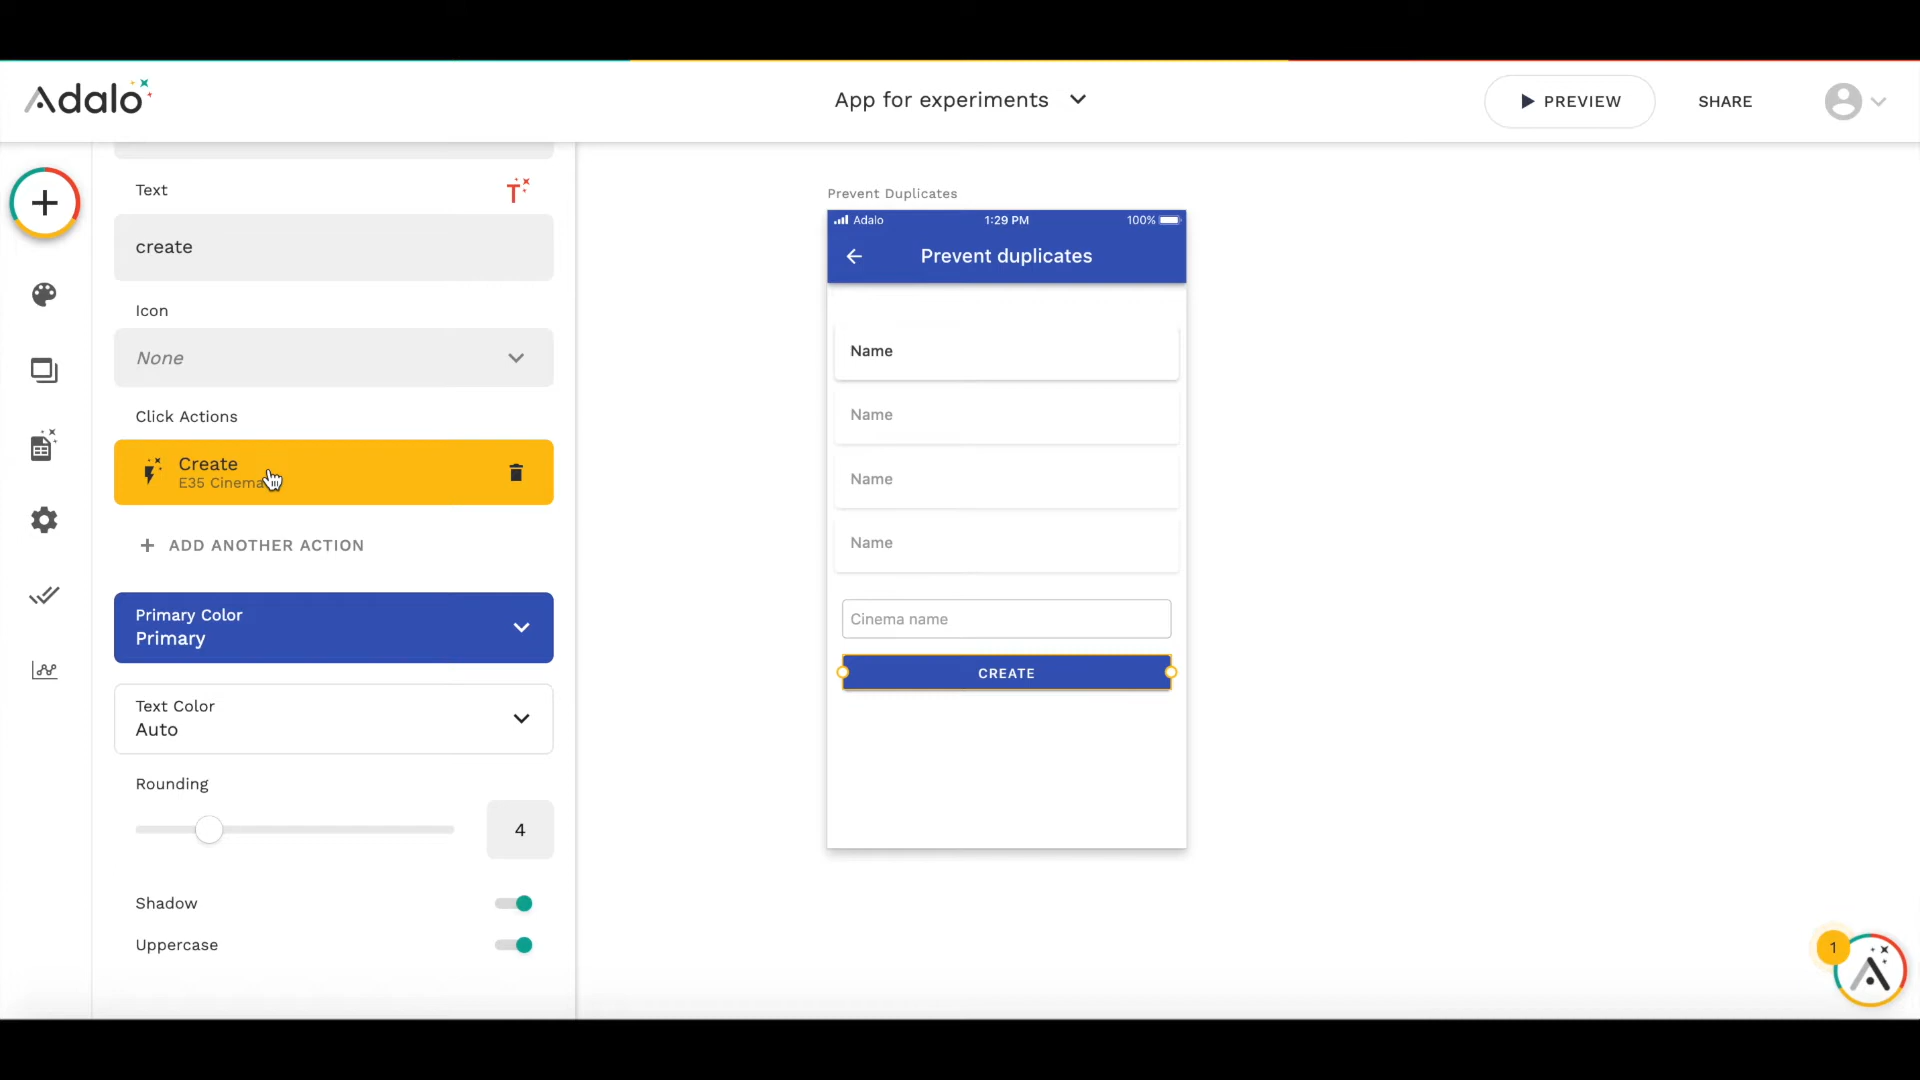 Adalo
App for experiments
PREVIEW
SHARE
Text
create
Icon
None
Click Actions
Create
E35 Cinema
ADD ANOTHER ACTION
Primary Color
Primary
Text Color
Auto
Rounding
4
Shadow
Uppercase
Prevent Duplicates
Adalo 1:29 PM 100%
Prevent duplicates
Name
Name
Name
Name
Cinema name
CREATE
1